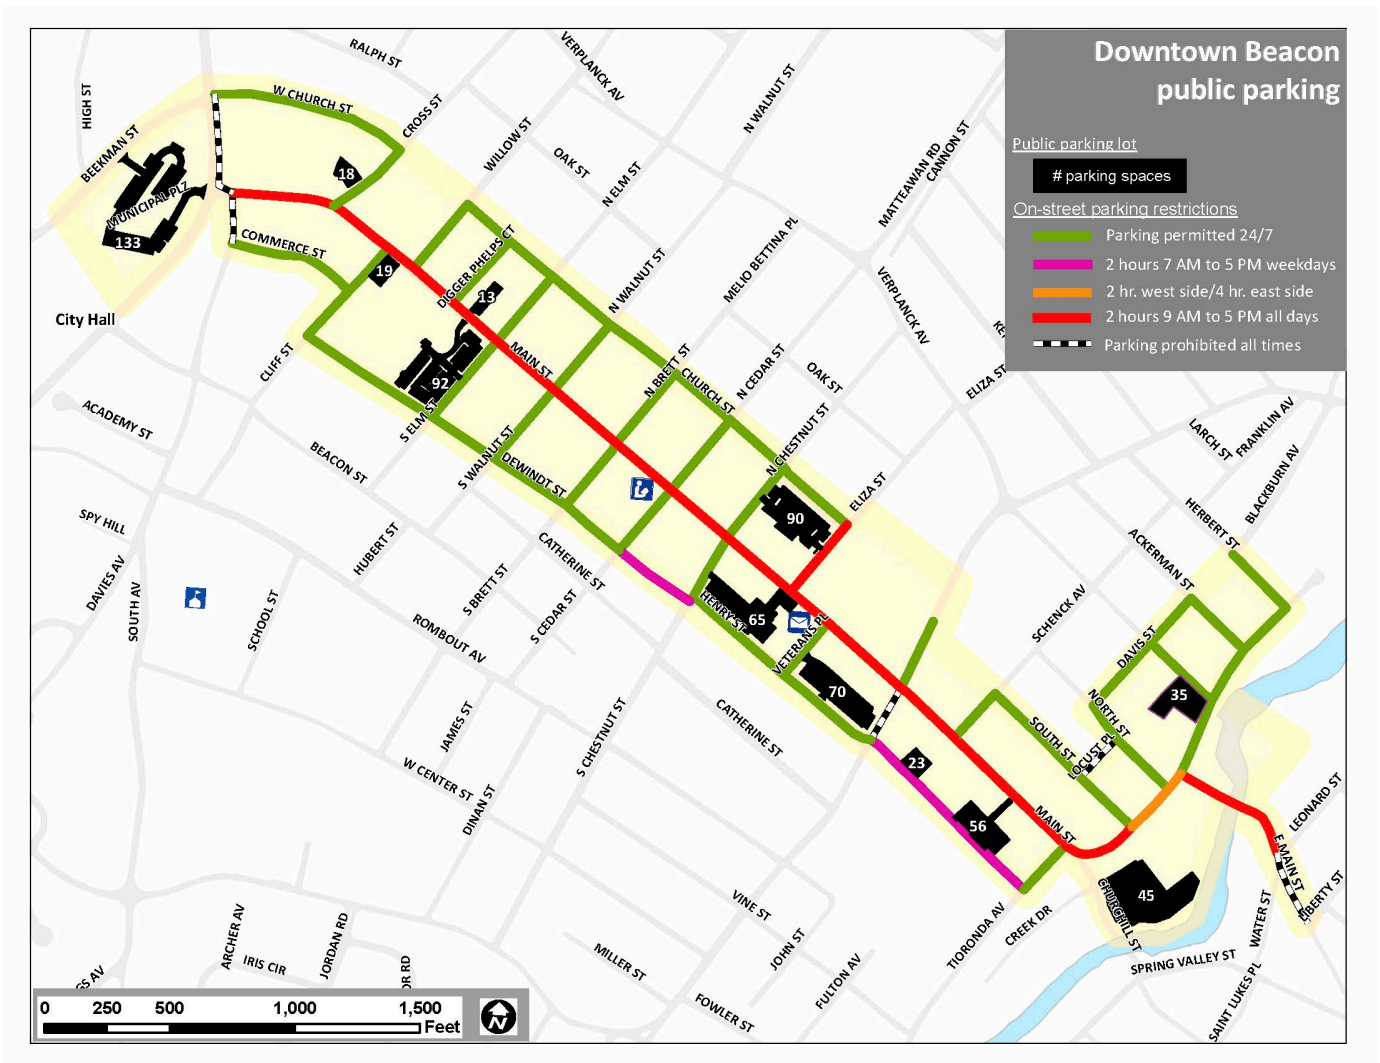 Downtown Beacon
public parking
Public parking lot
# parking spaces
On-street parking restrictions
Parking permitted 24/7
2 hours 7 AM to 5 PM weekdays
2 hr. west side/4 hr. east side
2 hours 9 AM to 5 PM all days
Parking prohibited all times
RALPH ST
VERPLANCK AV
N WALNUT ST
HIGH ST
W CHURCH ST
CROSS ST
BEEKMAN ST
WILLOW ST
OAK ST
N ELM ST
MATTEAWAN RD
CANNON ST
18
MUNICIPAL PLZ
133
COMMERCE ST
19
DIGGER PHELPS CT
13
N WALNUT ST
MELIO BETTINA PL
VERPLANCK AV
KE
City Hall
CLIFF ST
92
MAIN ST
N BRETT ST
CHURCH ST
N CEDAR ST
OAK ST
ELIZA ST
ACADEMY ST
S ELM ST
BEACON ST
S WALNUT ST
DEWINDT ST
N CHESTNUT ST
ELIZA ST
LARCH ST
FRANKLIN AV
BLACKBURN AV
HERBERT ST
90
SPY HILL
DAVIES AV
SOUTH AV
HUBERT ST
CATHERINE ST
ACKERMAN ST
SCHOOL ST
S BRETT ST
S CEDAR ST
ROMBOUT AV
HENRY ST
65
VETERANS PL
SCHENCK AV
DAVIS ST
70
35
NORTH ST
JAMES ST
S CHESTNUT ST
CATHERINE ST
SOUTH ST
LOCUST PL
23
W CENTER ST
DINAN ST
56
MAIN ST
LEONARD ST
E MAIN ST
LIBERTY ST
45
CHURCHILL ST
VINE ST
TIORONDA AV
CREEK DR
WATER ST
SPRING VALLEY ST
SAINT LUKES PL
ARCHER AV
IRIS CIR
JORDAN RD
OR RD
GS AV
MILLER ST
JOHN ST
FULTON AV
FOWLER ST
0 250 500 1,000 1,500
Feet
N